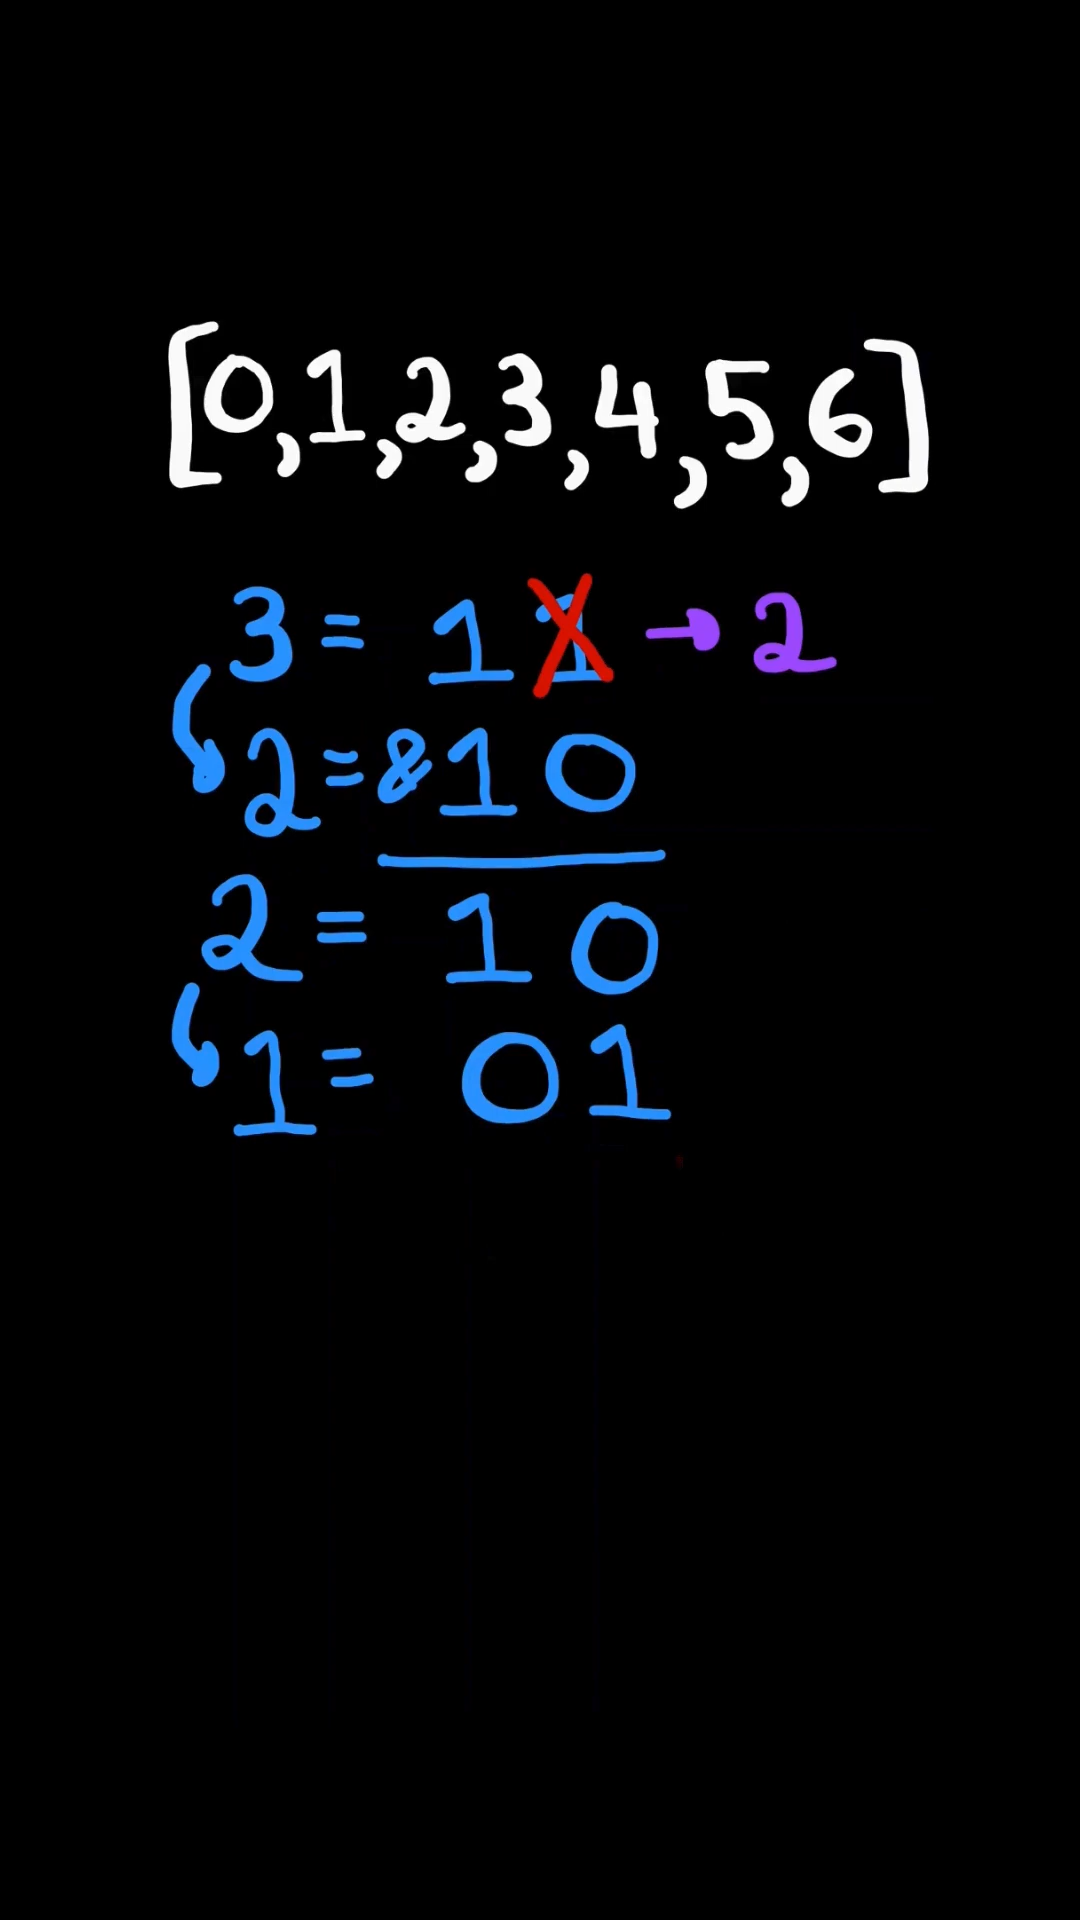 [0,1,2,3,4,5,6]
3 = 11 → 2
2 = & 10
2 = 10
1 = 01